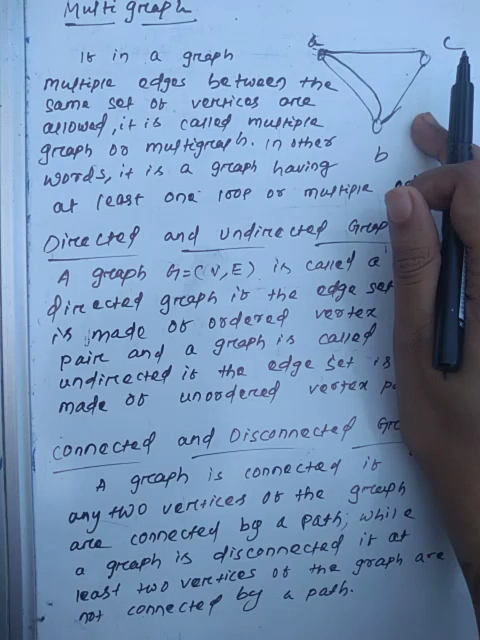 Multi graph
a
c
b
If in a graph
multiple edges between the
same set of vertices are
allowed, it is called multiple
graph or multigraph. In other
words, it is a graph having
at least one loop or multiple
Directed and undirected Grap
A graph G=(V,E) is called a
directed graph if the edge set
is made of ordered vertex
pair and a graph is called
undirected if the edge set is
made of unordered vertex pa
Connected and Disconnected Gr
A graph is connected if
any two vertices of the graph
are connected by a path; while
a graph is disconnected if at
least two vertices of the graph are
not connected by a path.